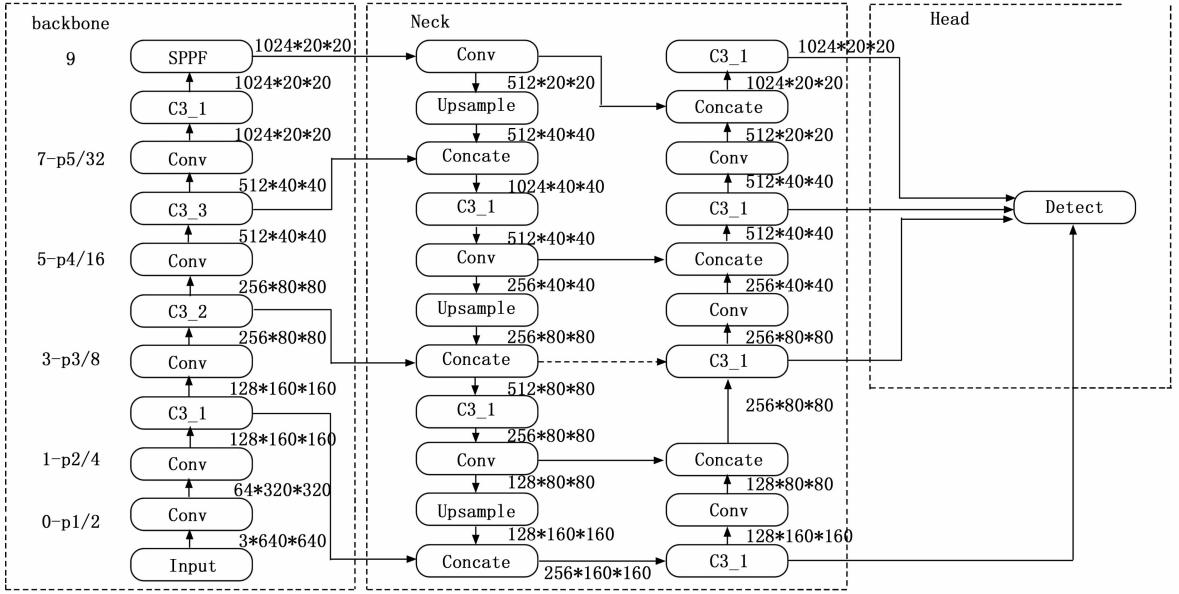 backbone
9
SPPF
1024*20*20
1024*20*20
C3_1
1024*20*20
7-p5/32
Conv
512*40*40
C3_3
512*40*40
5-p4/16
Conv
256*80*80
C3_2
256*80*80
3-p3/8
Conv
128*160*160
C3_1
128*160*160
1-p2/4
Conv
64*320*320
0-p1/2
Conv
3*640*640
Input
Neck
Conv
512*20*20
Upsample
512*40*40
Concate
1024*40*40
C3_1
512*40*40
Conv
256*40*40
Upsample
256*80*80
Concate
512*80*80
C3_1
256*80*80
Conv
128*80*80
Upsample
128*160*160
Concate
256*160*160
C3_1
1024*20*20
1024*20*20
Concate
512*20*20
Conv
512*40*40
C3_1
512*40*40
Concate
256*40*40
Conv
256*80*80
C3_1
256*80*80
Concate
128*80*80
Conv
128*160*160
C3_1
Head
Detect